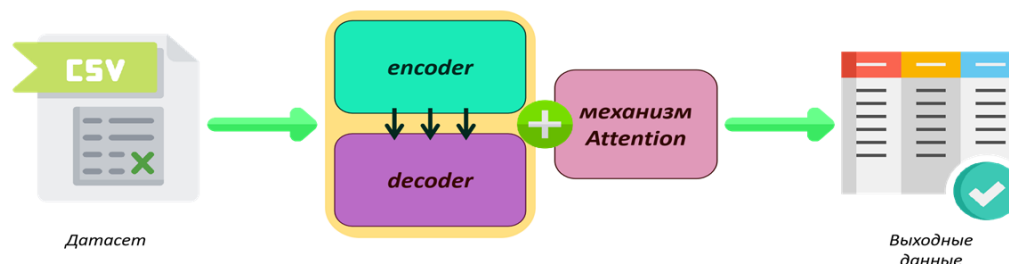 CSV
Датасет
encoder
decoder
механизм
Attention
Выходные
данные